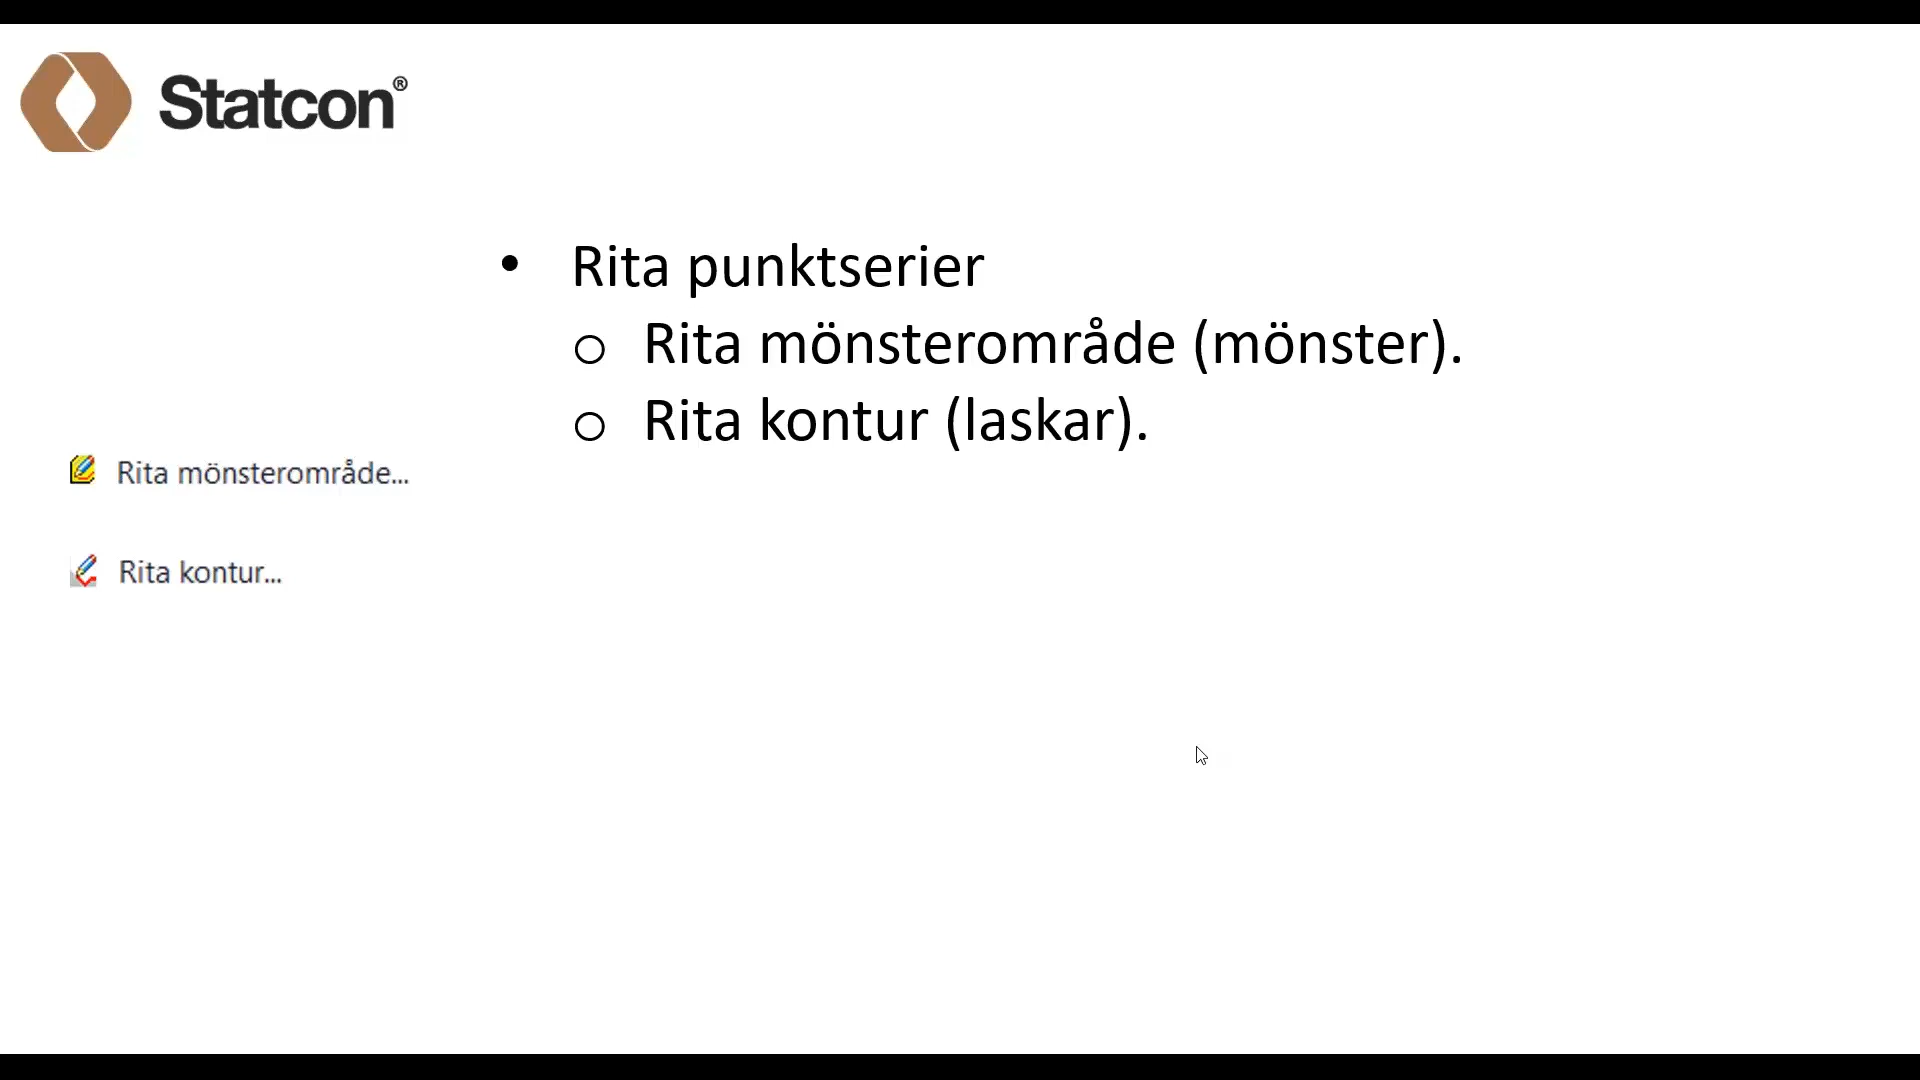 Statcon®
• Rita punktserier
o Rita mönsterområde (mönster).
o Rita kontur (laskar).
Rita mönsterområde...
Rita kontur...